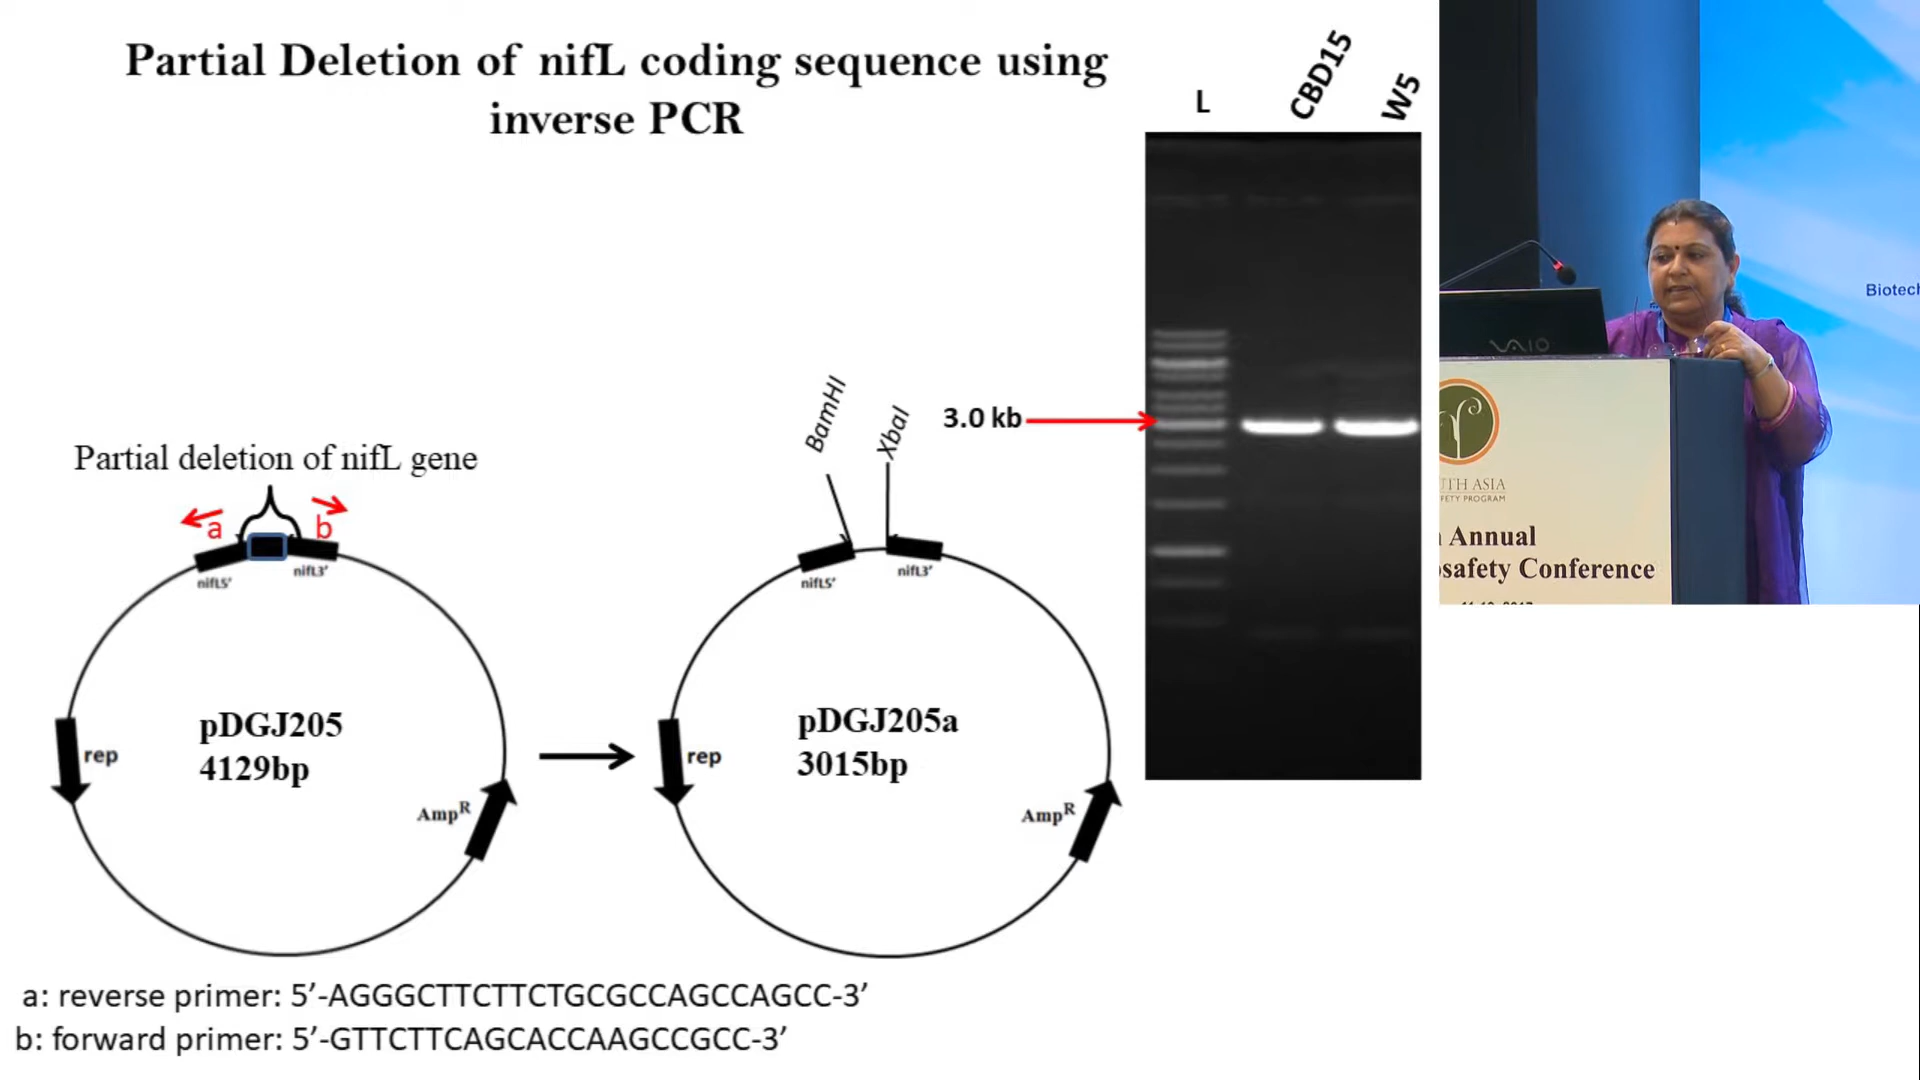 Partial Deletion of nifL coding sequence using
inverse PCR
L
CBD15
W5
3.0 kb
Partial deletion of nifL gene
a
b
nifL5'
nifL3'
rep
pDGJ205
4129bp
Amp^R
BamHI
XbaI
nifL5'
nifL3'
rep
pDGJ205a
3015bp
Amp^R
a: reverse primer: 5’-AGGGCTTCTTCTGCGCCAGCCAGCC-3’
b: forward primer: 5’-GTTCTTCAGCACCAAGCCGCC-3’
VAIO
Biotech
TH ASIA
FETY PROGRAM
Annual
safety Conference